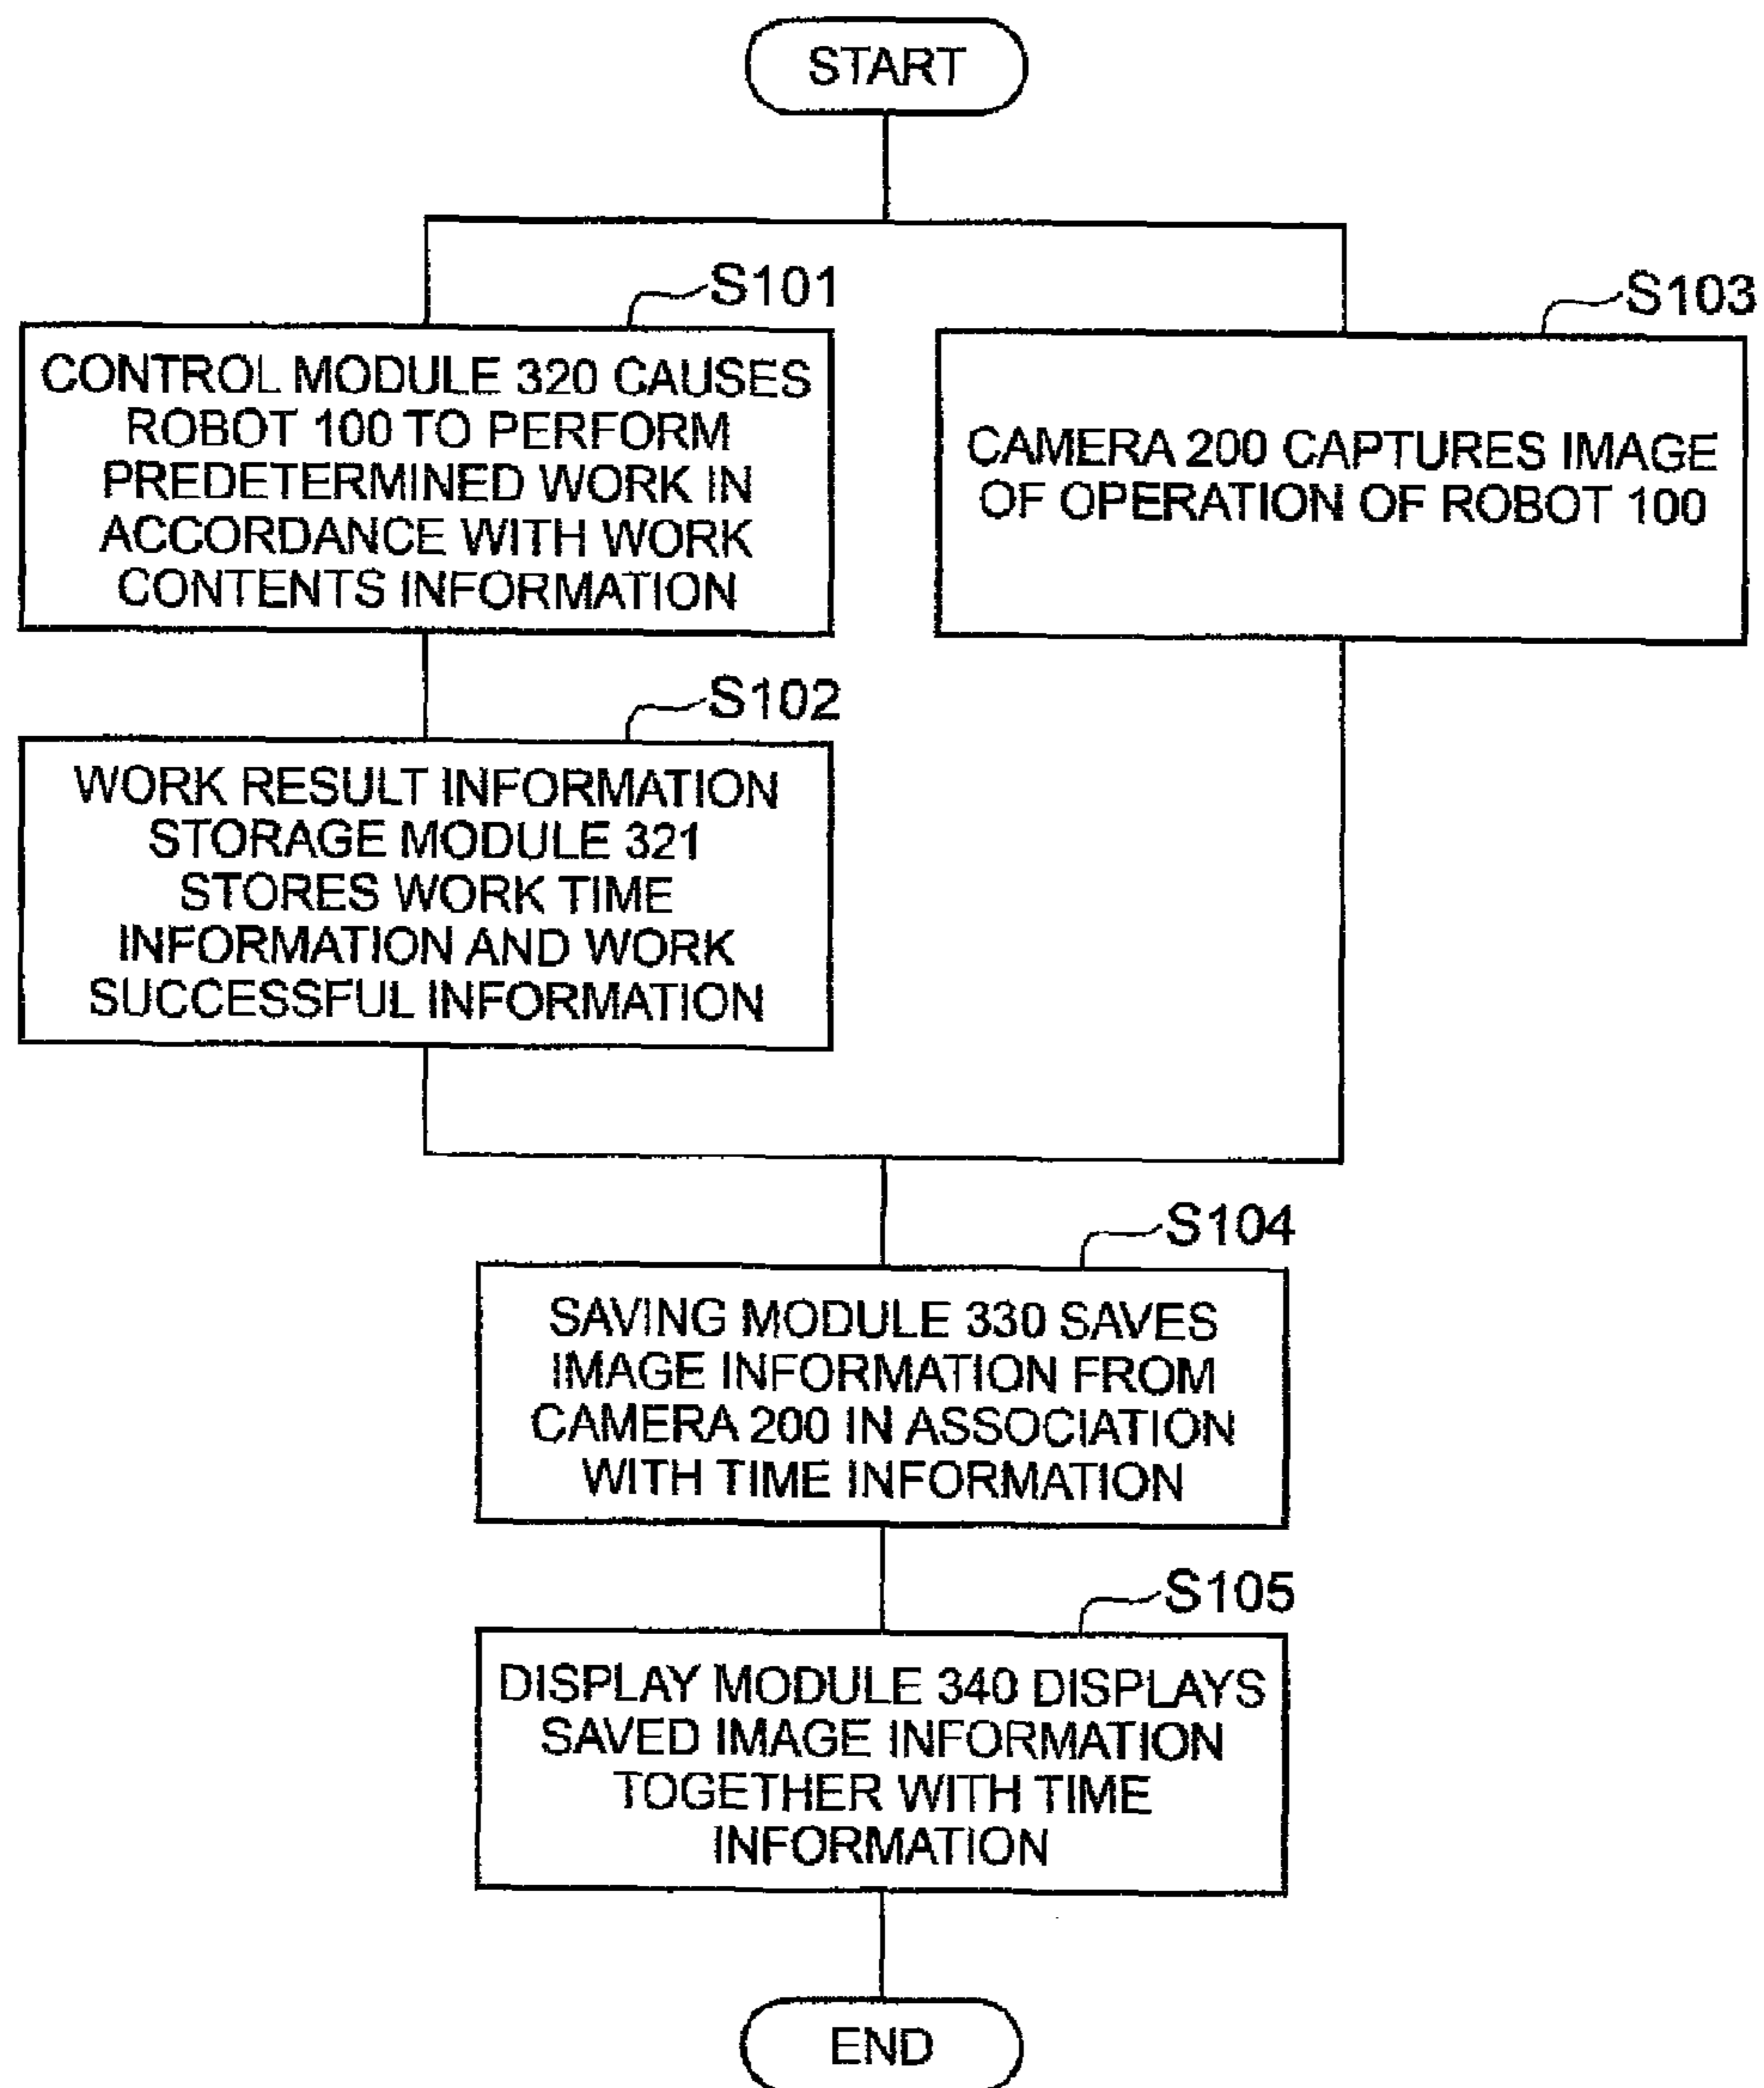 START
S101
CONTROL MODULE 320 CAUSES
ROBOT 100 TO PERFORM
PREDETERMINED WORK IN
ACCORDANCE WITH WORK
CONTENTS INFORMATION
S103
CAMERA 200 CAPTURES IMAGE
OF OPERATION OF ROBOT 100
S102
WORK RESULT INFORMATION
STORAGE MODULE 321
STORES WORK TIME
INFORMATION AND WORK
SUCCESSFUL INFORMATION
S104
SAVING MODULE 330 SAVES
IMAGE INFORMATION FROM
CAMERA 200 IN ASSOCIATION
WITH TIME INFORMATION
S105
DISPLAY MODULE 340 DISPLAYS
SAVED IMAGE INFORMATION
TOGETHER WITH TIME
INFORMATION
END